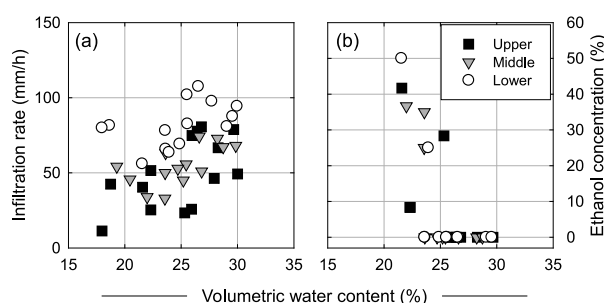 150
100
50
0
Infiltration rate (mm/h)
(a)
15 20 25 30 35
(b)
Upper
Middle
Lower
60
50
40
30
20
10
0
Ethanol concentration (%)
15 20 25 30 35
Volumetric water content (%)